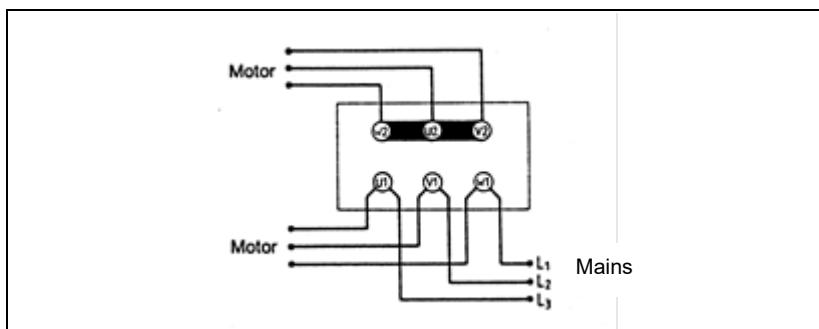 Motor
W2 U2 V2
U1 V1 W1
Motor
L1 Mains
L2
L3